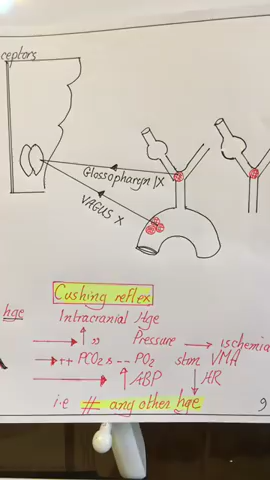 ceptors
Glossopharyn IX
VAGUS X
Cushing reflex
hge Intracranial Hge
↑ ,, Pressure → ischemia
→ ++ PCO2 & -- PO2 stim VMA
→ ↑ ABP ↓ HR
i.e # any other hge 9